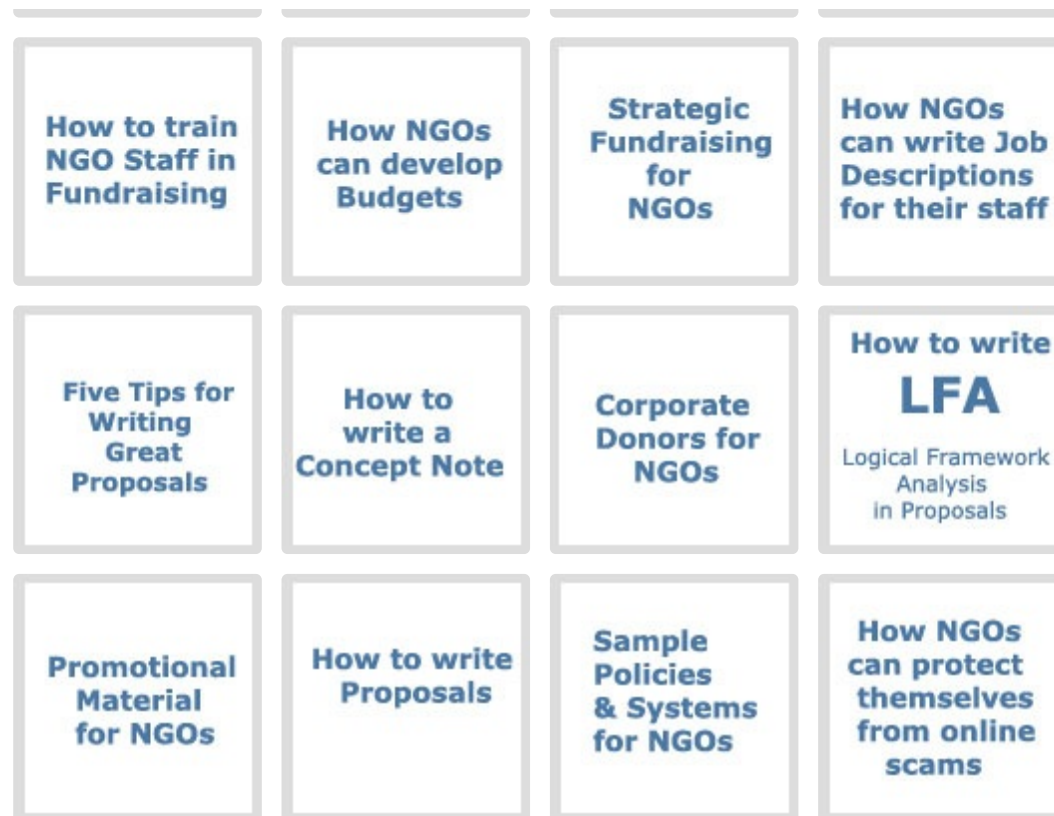 How to train
NGO Staff in
Fundraising
How NGOs
can develop
Budgets
Strategic
Fundraising
for
NGOs
How NGOs
can write Job
Descriptions
for their staff
Five Tips for
Writing
Great
Proposals
How to
write a
Concept Note
Corporate
Donors for
NGOs
How to write
LFA
Logical Framework
Analysis
in Proposals
Promotional
Material
for NGOs
How to write
Proposals
Sample
Policies
& Systems
for NGOs
How NGOs
can protect
themselves
from online
scams